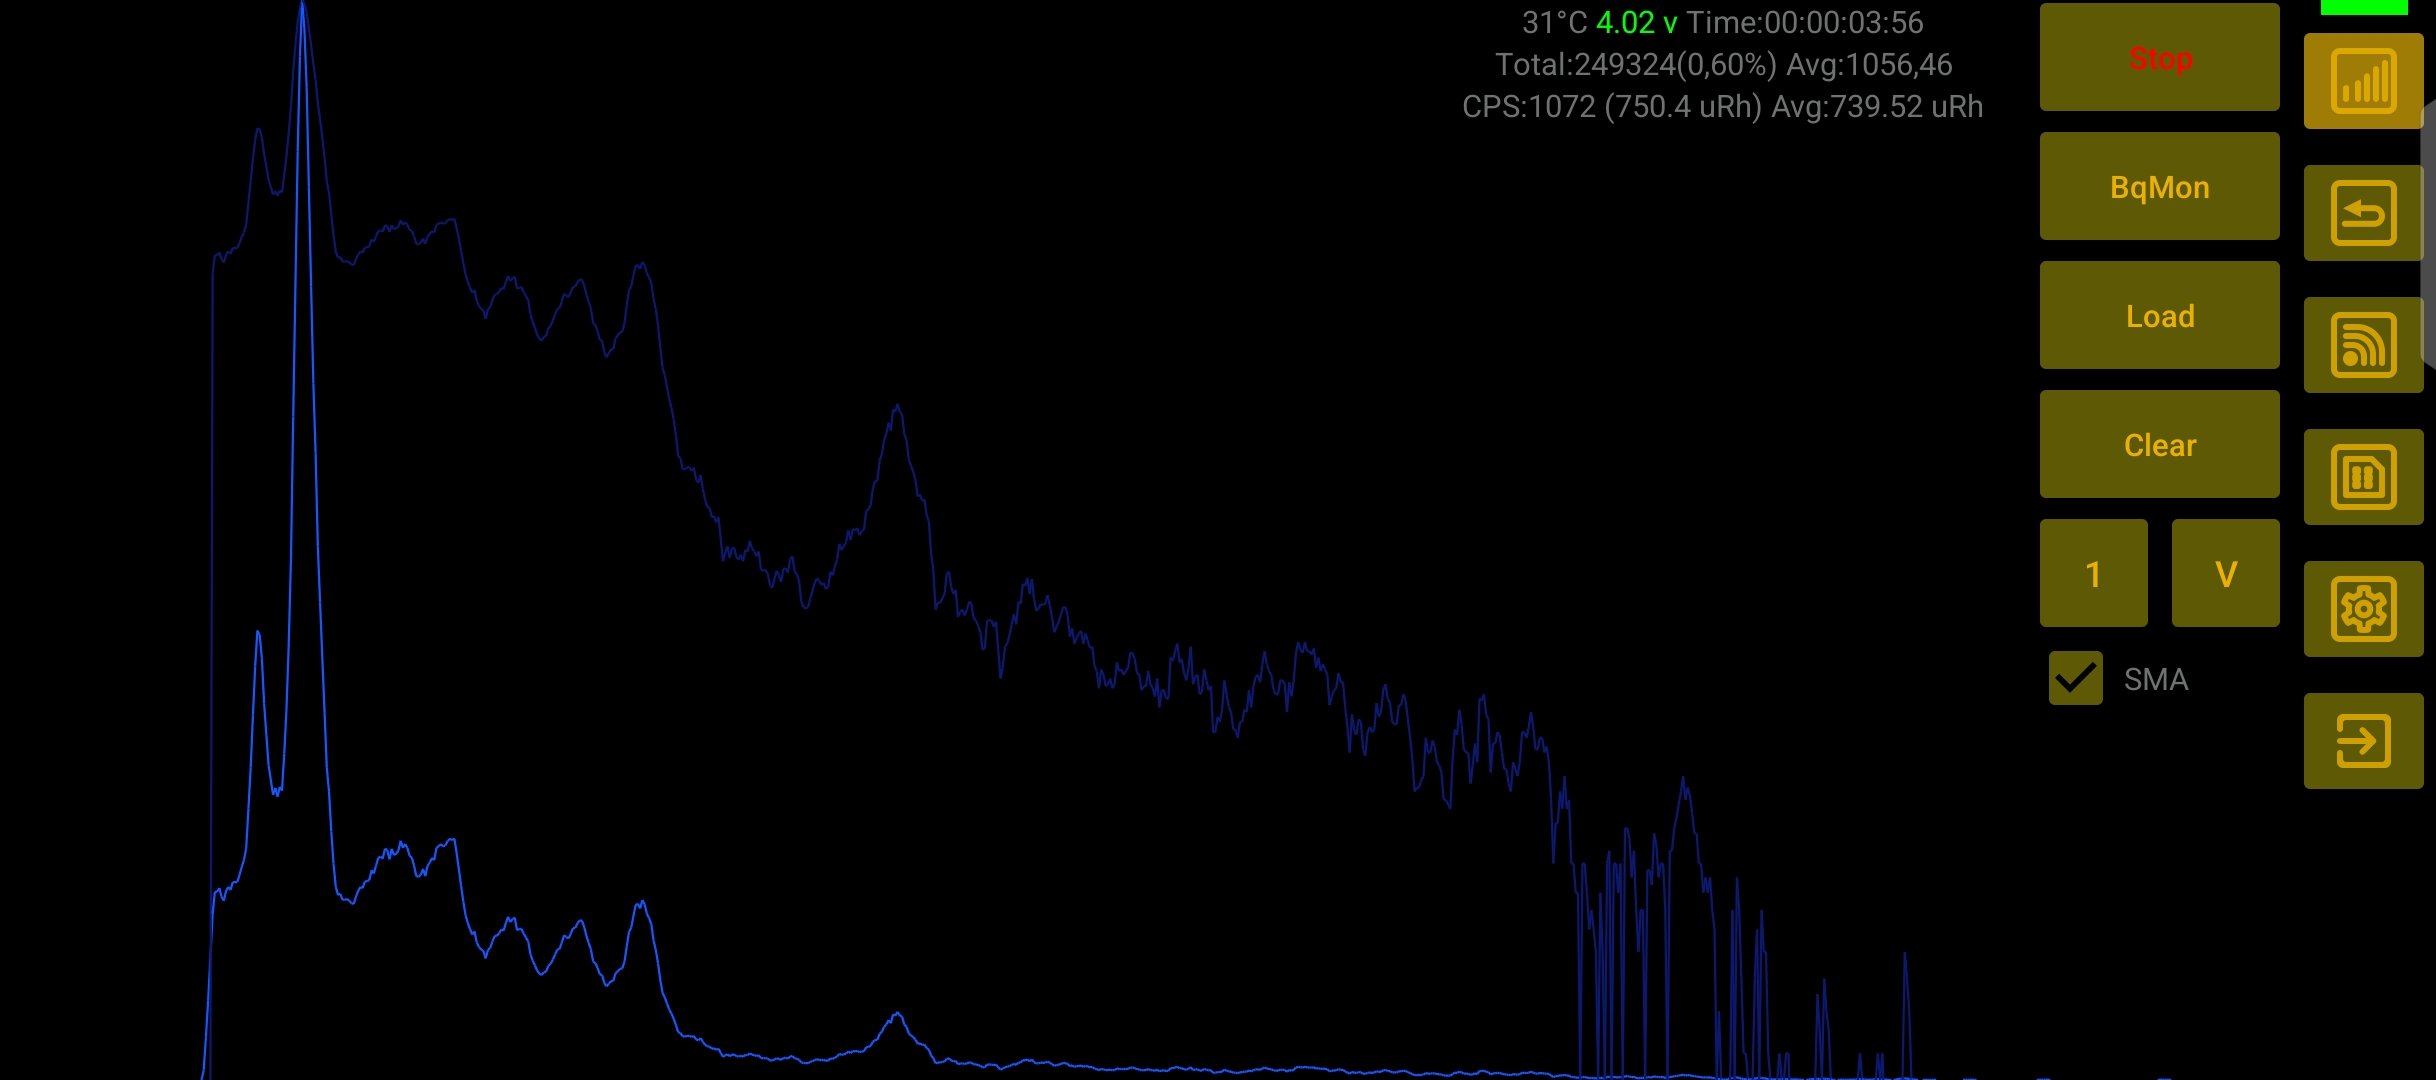 31°C 4.02 v Time:00:00:03:56
Total:249324(0,60%) Avg:1056,46
CPS:1072 (750.4 uRh) Avg:739.52 uRh
Stop
BqMon
Load
Clear
1 V
SMA